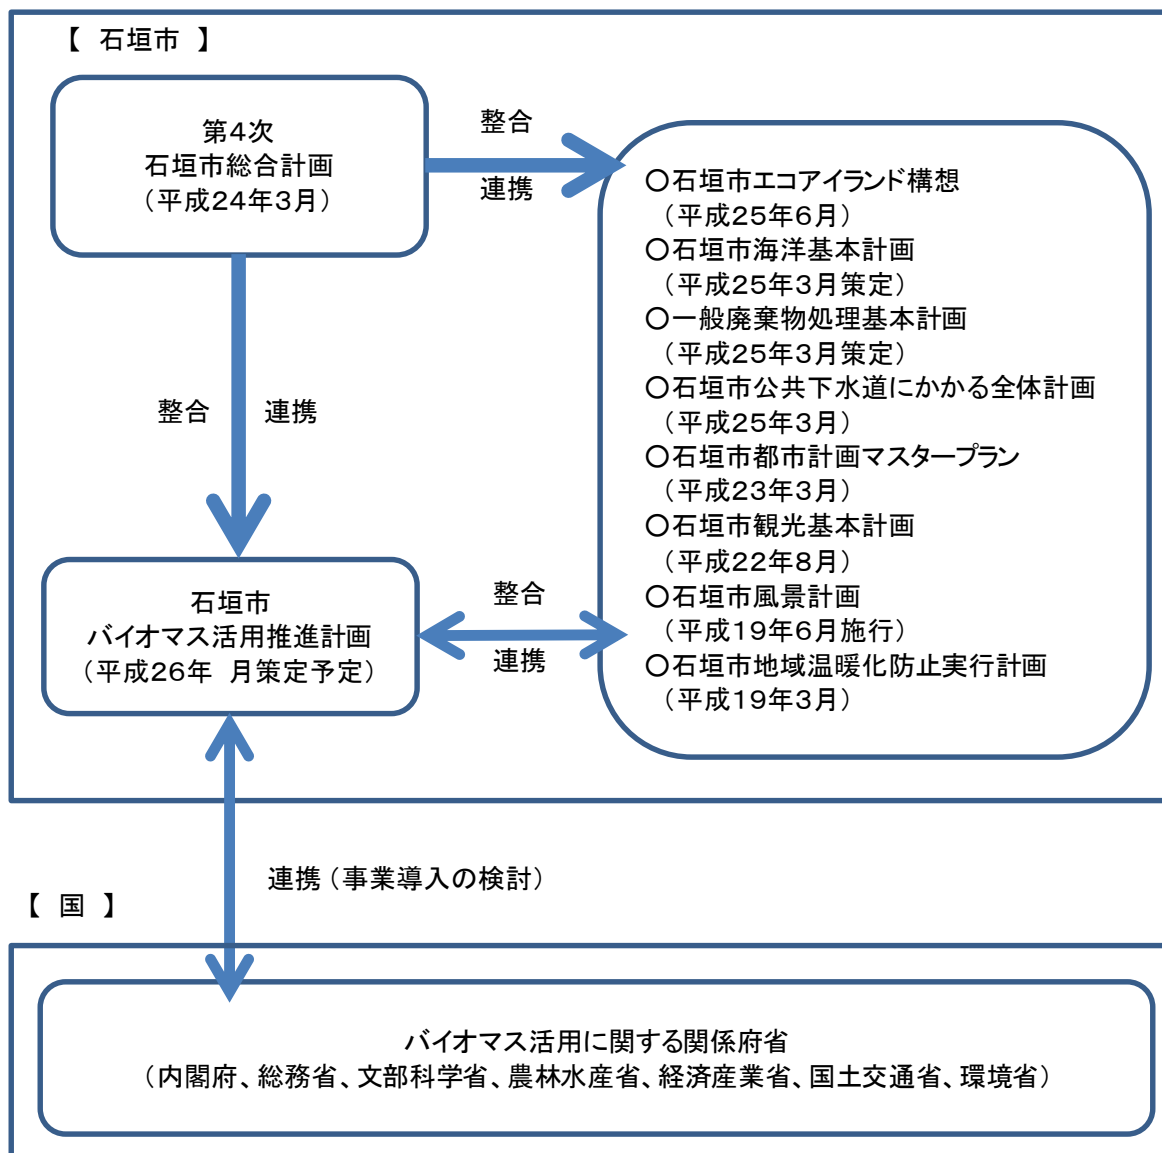 【 石垣市 】
第4次
石垣市総合計画
（平成24年3月）
整合
連携
○石垣市エコアイランド構想
（平成25年6月）
○石垣市海洋基本計画
（平成25年3月策定）
○一般廃棄物処理基本計画
（平成25年3月策定）
○石垣市公共下水道にかかる全体計画
（平成25年3月）
○石垣市都市計画マスタープラン
（平成23年3月）
○石垣市観光基本計画
（平成22年8月）
○石垣市風景計画
（平成19年6月施行）
○石垣市地域温暖化防止実行計画
（平成19年3月）
整合 連携
石垣市
バイオマス活用推進計画
（平成26年 月策定予定）
整合
連携
連携（事業導入の検討）
【 国 】
バイオマス活用に関する関係府省
（内閣府、総務省、文部科学省、農林水産省、経済産業省、国土交通省、環境省）